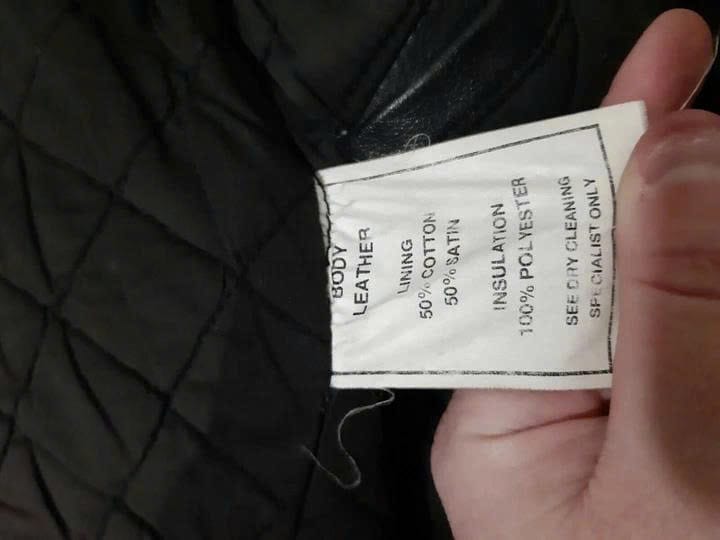 BODY
LEATHER
LINING
50% COTTON
50% SATIN
INSULATION
100% POLYESTER
SEE DRY CLEANING
SPECIALIST ONLY